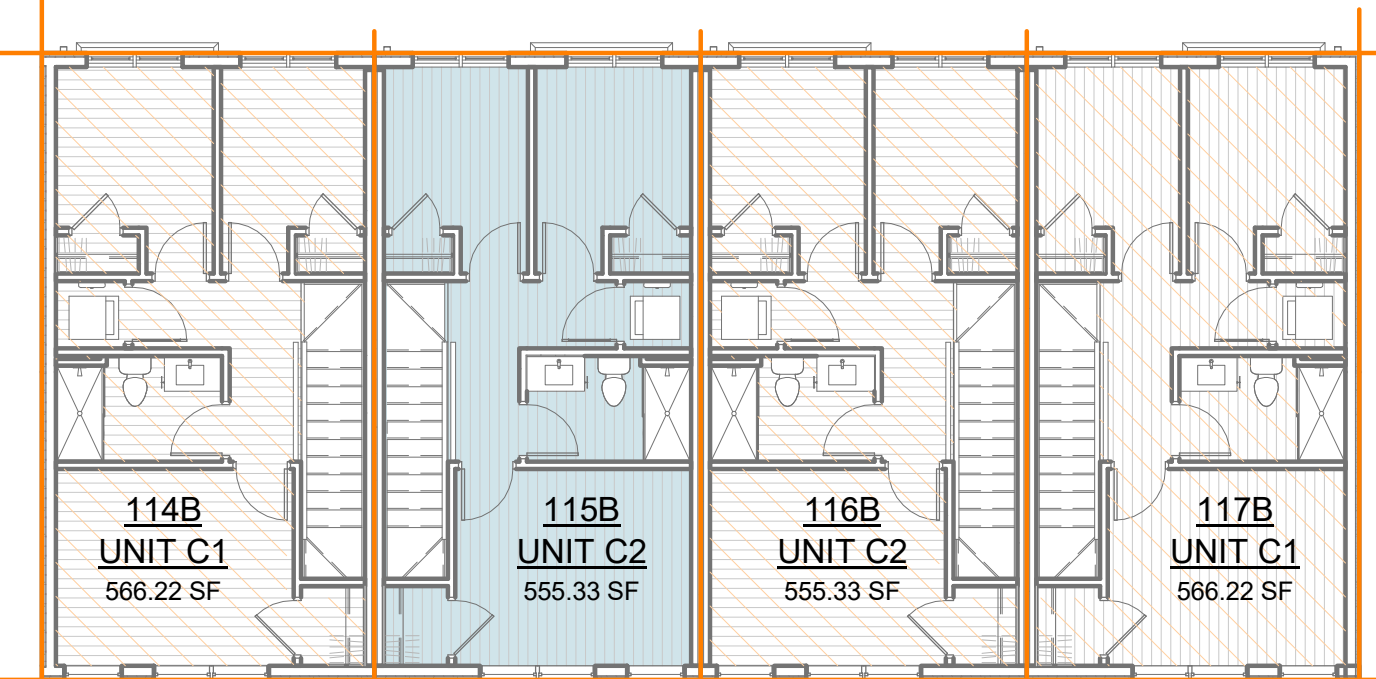 114B
UNIT C1
566.22 SF
115B
UNIT C2
555.33 SF
116B
UNIT C2
555.33 SF
117B
UNIT C1
566.22 SF